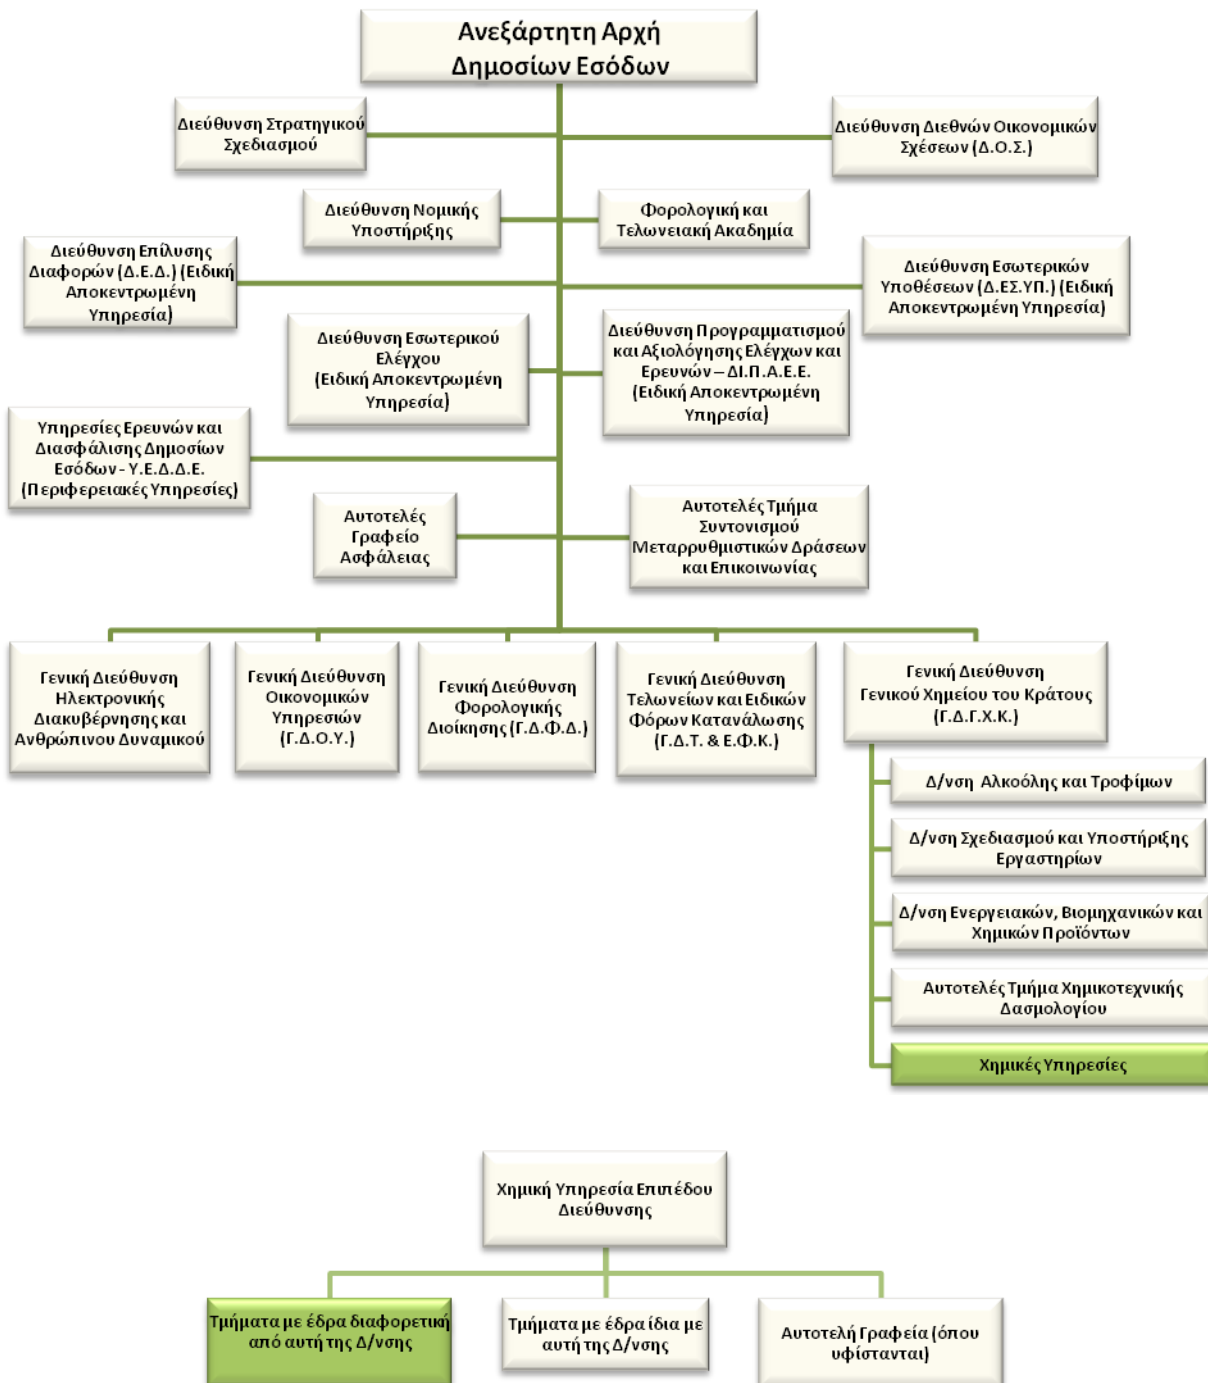 Ανεξάρτητη Αρχή
Δημοσίων Εσόδων
Διεύθυνση Στρατηγικού
Σχεδιασμού
Διεύθυνση Διεθνών Οικονομικών
Σχέσεων (Δ.Ο.Σ.)
Διεύθυνση Νομικής
Υποστήριξης
Φορολογική και
Τελωνειακή Ακαδημία
Διεύθυνση Επίλυσης
Διαφορών (Δ.Ε.Δ.) (Ειδική
Αποκεντρωμένη
Υπηρεσία)
Διεύθυνση Εσωτερικών
Υποθέσεων (Δ.ΕΣ.ΥΠ.) (Ειδική
Αποκεντρωμένη Υπηρεσία)
Διεύθυνση Εσωτερικού
Ελέγχου
(Ειδική Αποκεντρωμένη
Υπηρεσία)
Διεύθυνση Προγραμματισμού
και Αξιολόγησης Ελέγχων και
Ερευνών – ΔΙ.Π.Α.Ε.Ε.
(Ειδική Αποκεντρωμένη
Υπηρεσία)
Υπηρεσίες Ερευνών και
Διασφάλισης Δημοσίων
Εσόδων - Υ.Ε.Δ.Δ.Ε.
(Περιφερειακές Υπηρεσίες)
Αυτοτελές
Γραφείο
Ασφάλειας
Αυτοτελές Τμήμα
Συντονισμού
Μεταρρυθμιστικών Δράσεων
και Επικοινωνίας
Γενική Διεύθυνση
Ηλεκτρονικής
Διακυβέρνησης και
Ανθρώπινου Δυναμικού
Γενική Διεύθυνση
Οικονομικών
Υπηρεσιών
(Γ.Δ.Ο.Υ.)
Γενική Διεύθυνση
Φορολογικής
Διοίκησης (Γ.Δ.Φ.Δ.)
Γενική Διεύθυνση
Τελωνείων και Ειδικών
Φόρων Κατανάλωσης
(Γ.Δ.Τ. & Ε.Φ.Κ.)
Γενική Διεύθυνση
Γενικού Χημείου του Κράτους
(Γ.Δ.Γ.Χ.Κ.)
Δ/νση Αλκοόλης και Τροφίμων
Δ/νση Σχεδιασμού και Υποστήριξης
Εργαστηρίων
Δ/νση Ενεργειακών, Βιομηχανικών και
Χημικών Προϊόντων
Αυτοτελές Τμήμα Χημικοτεχνικής
Δασμολογίου
Χημικές Υπηρεσίες
Χημική Υπηρεσία Επιπέδου
Διεύθυνσης
Τμήματα με έδρα διαφορετική
από αυτή της Δ/νσης
Τμήματα με έδρα ίδια με
αυτή της Δ/νσης
Αυτοτελή Γραφεία (όπου
υφίστανται)